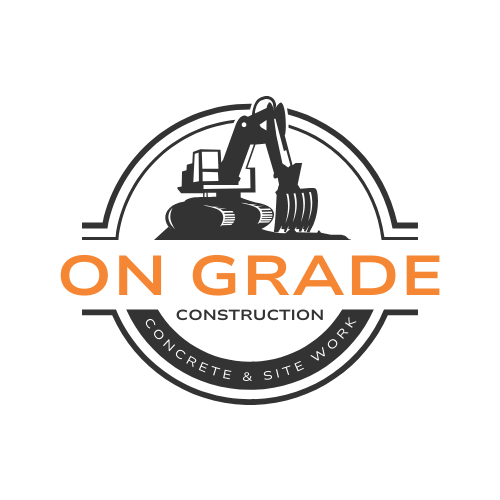 ON GRADE
CONSTRUCTION
CONCRETE & SITE WORK